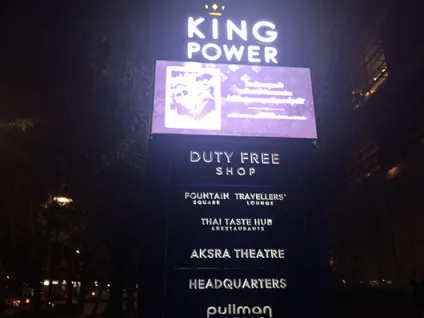 KING
POWER
DUTY FREE
SHOP
FOUNTAIN TRAVELLERS'
SQUARE LOUNGE
THAI TASTE HUB
&RESTAURANTS
AKSRA THEATRE
HEADQUARTERS
pullman